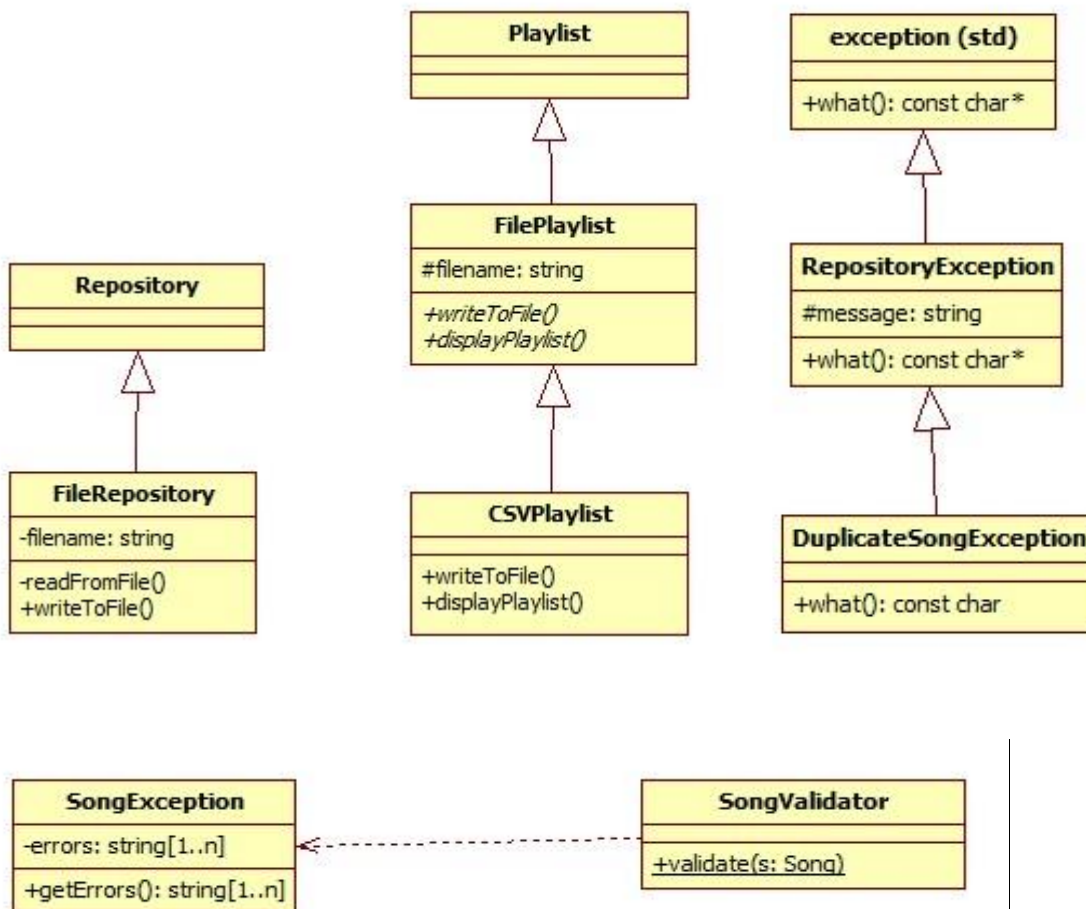 Playlist
exception (std)
+what(): const char*
FilePlaylist
#filename: string
+writeToFile()
+displayPlaylist()
RepositoryException
#message: string
+what(): const char*
Repository
FileRepository
-filename: string
-readFromFile()
+writeToFile()
CSVPlaylist
+writeToFile()
+displayPlaylist()
DuplicateSongException
+what(): const char
SongException
-errors: string[1..n]
+getErrors(): string[1..n]
SongValidator
+validate(s: Song)